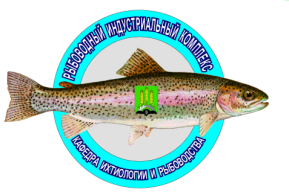 РЫБОВОДНЫЙ ИНДУСТРИАЛЬНЫЙ КОМПЛЕКС
КАФЕДРА ИХТИОЛОГИИ И РЫБОВОДСТВА